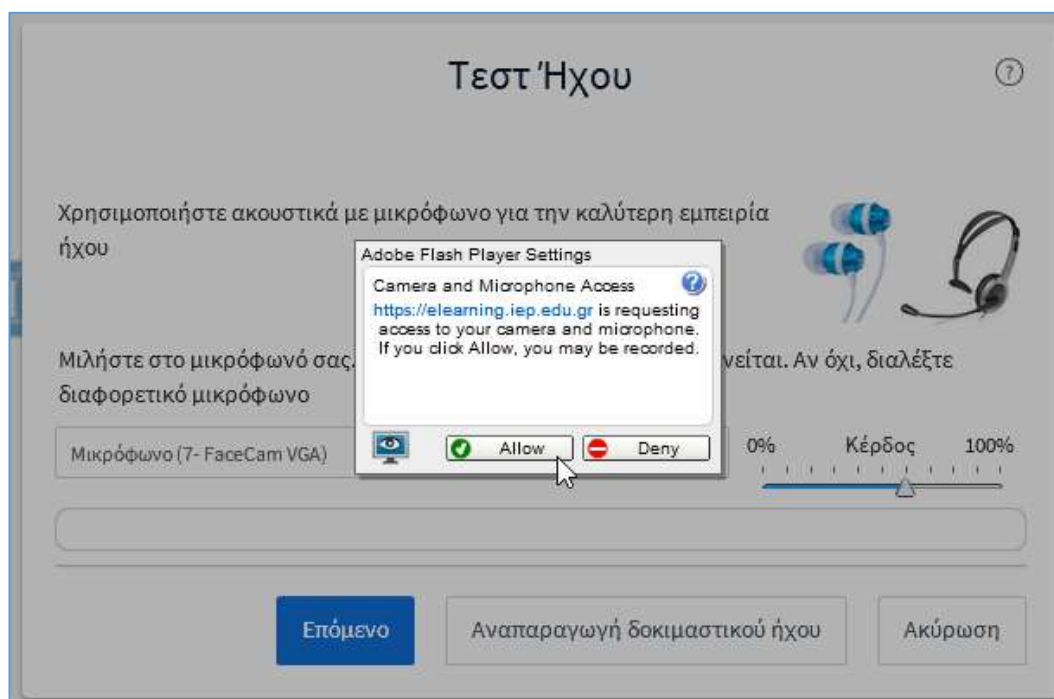 Τεστ Ήχου
Χρησιμοποιήστε ακουστικά με μικρόφωνο για την καλύτερη εμπειρία
ήχου
Adobe Flash Player Settings
Camera and Microphone Access
https://elearning.iep.edu.gr is requesting
access to your camera and microphone.
If you click Allow, you may be recorded.
Μιλήστε στο μικρόφωνό σας.
νείται. Αν όχι, διαλέξτε
διαφορετικό μικρόφωνο
Μικρόφωνο (7- FaceCam VGA)
Allow
Deny
0% Κέρδος 100%
Επόμενο Αναπαραγωγή δοκιμαστικού ήχου Ακύρωση